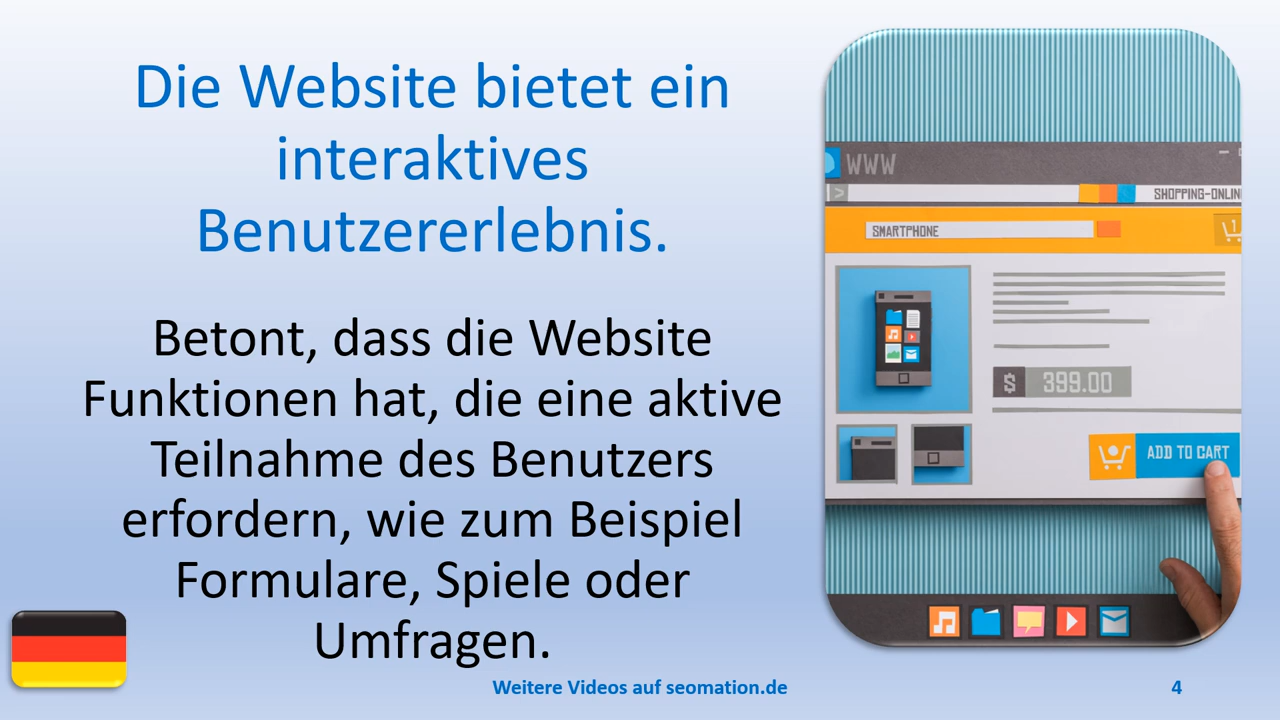 Die Website bietet ein
interaktives
Benutzererlebnis.
Betont, dass die Website
Funktionen hat, die eine aktive
Teilnahme des Benutzers
erfordern, wie zum Beispiel
Formulare, Spiele oder
Umfragen.
WWW
>
SHOPPING-ONLIN
SMARTPHONE
1
$ 399.00
ADD TO CART
Weitere Videos auf seomation.de
4